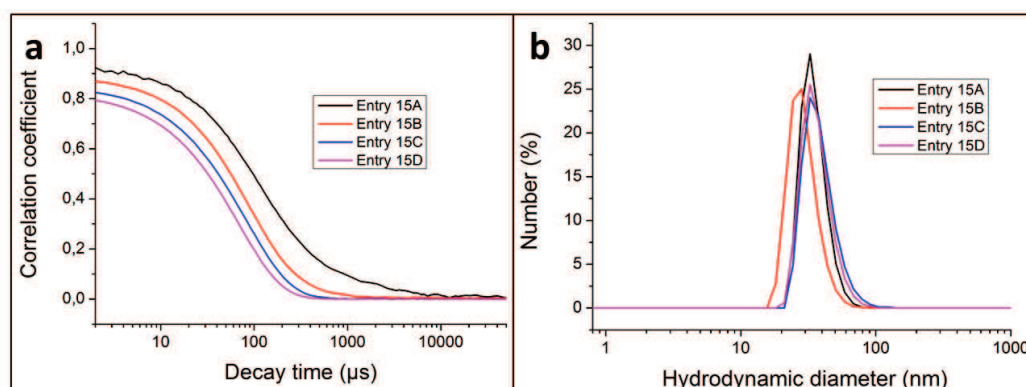 a
1,0
0,8
0,6
0,4
0,2
0,0
Correlation coefficient
10
100
1000
10000
Decay time (µs)
Entry 15A
Entry 15B
Entry 15C
Entry 15D
b
30
25
20
15
10
5
0
Number (%)
1
10
100
1000
Hydrodynamic diameter (nm)
Entry 15A
Entry 15B
Entry 15C
Entry 15D